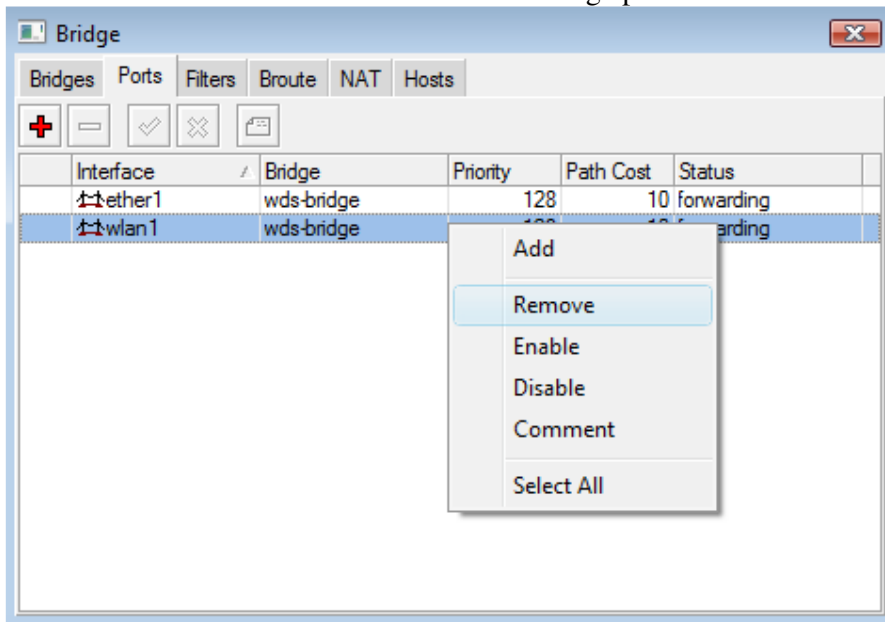 Bridge
Bridges Ports Filters Broute NAT Hosts
Interface Bridge Priority Path Cost Status
ether1 wds-bridge 128 10 forwarding
wlan1 wds-bridge
Add
Remove
Enable
Disable
Comment
Select All